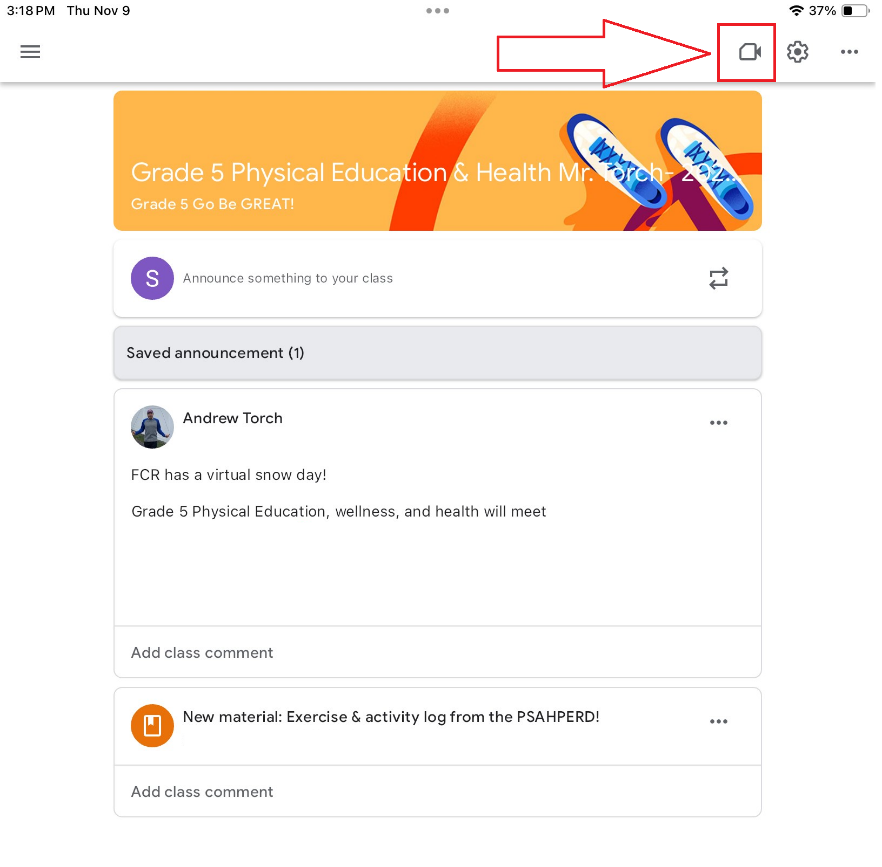 3:18 PM Thu Nov 9
37%
Grade 5 Physical Education & Health Mr. Torch- 202...
Grade 5 Go Be GREAT!
S
Announce something to your class
Saved announcement (1)
Andrew Torch
FCR has a virtual snow day!
Grade 5 Physical Education, wellness, and health will meet
Add class comment
New material: Exercise & activity log from the PSAHPERD!
Add class comment